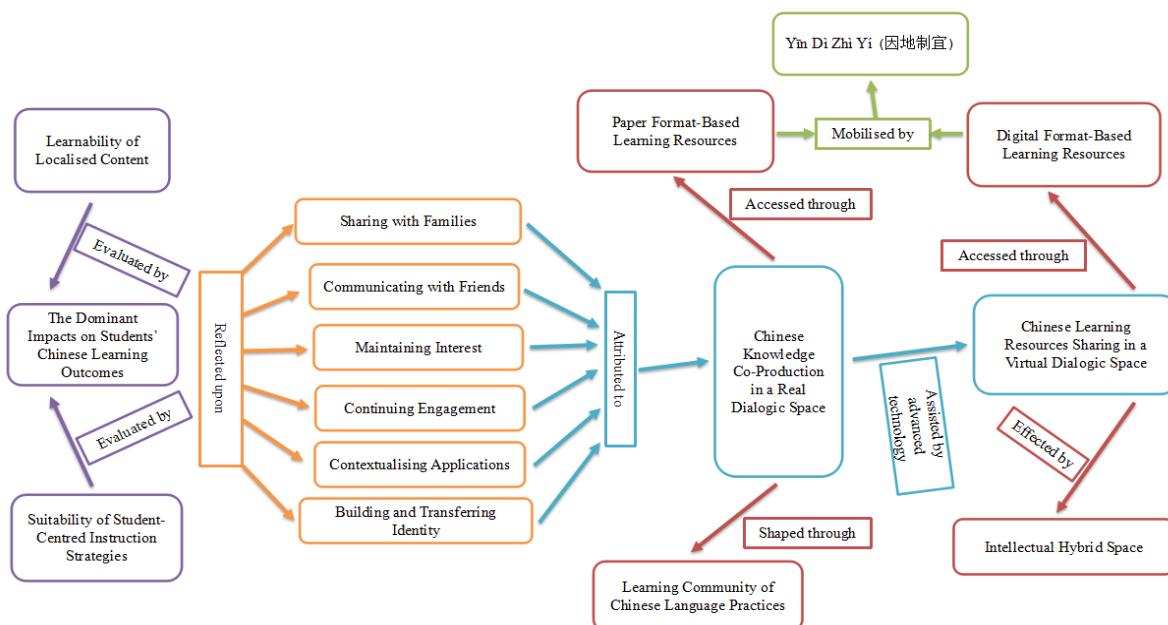 Yīn Dì Zhì Yí (因地制宜)
Learnability of
Localised Content
Paper Format-Based
Learning Resources
Mobilised by
Digital Format-Based
Learning Resources
Accessed through
Accessed through
Evaluated by
Sharing with Families
Communicating with Friends
The Dominant
Impacts on Students'
Chinese Learning
Outcomes
Reflected upon
Maintaining Interest
Attributed to
Chinese
Knowledge
Co-Production
in a Real
Dialogic Space
Chinese Learning
Resources Sharing in a
Virtual Dialogic Space
Continuing Engagement
Assisted by
advanced
technology
Evaluated by
Effected by
Contextualising Applications
Building and Transferring
Identity
Suitability of Student-
Centred Instruction
Strategies
Shaped through
Intellectual Hybrid Space
Learning Community of
Chinese Language Practices